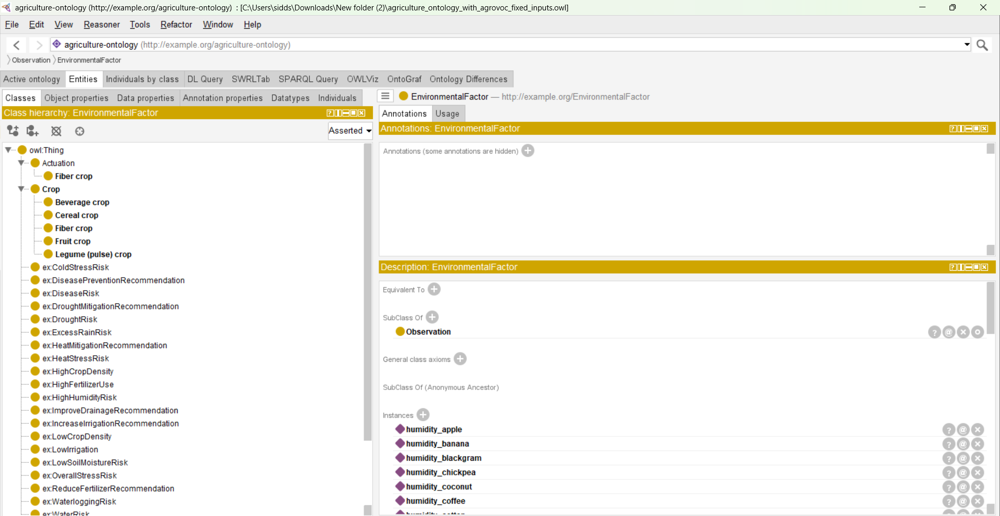 agriculture-ontology (http://example.org/agriculture-ontology) : [C:\Users\sidds\Downloads\New folder (2)\agriculture_ontology_with_agrovoc_fixed_inputs.owl]
File Edit View Reasoner Tools Refactor Window Help
agriculture-ontology (http://example.org/agriculture-ontology)
Observation EnvironmentalFactor
Active ontology Entities Individuals by class DL Query SWRLTab SPARQL Query OWLViz OntoGraf Ontology Differences
Classes Object properties Data properties Annotation properties Datatypes Individuals
Class hierarchy: EnvironmentalFactor
Asserted
owl:Thing
Actuation
Fiber crop
Crop
Beverage crop
Cereal crop
Fiber crop
Fruit crop
Legume (pulse) crop
ex:ColdStressRisk
ex:DiseasePreventionRecommendation
ex:DiseaseRisk
ex:DroughtMitigationRecommendation
ex:DroughtRisk
ex:ExcessRainRisk
ex:HeatMitigationRecommendation
ex:HeatStressRisk
ex:HighCropDensity
ex:HighFertilizerUse
ex:HighHumidityRisk
ex:ImproveDrainageRecommendation
ex:IncreaseIrrigationRecommendation
ex:LowCropDensity
ex:LowIrrigation
ex:LowSoilMoistureRisk
ex:OverallStressRisk
ex:ReduceFertilizerRecommendation
ex:WaterloggingRisk
ex:WaterRisk
EnvironmentalFactor — http://example.org/EnvironmentalFactor
Annotations Usage
Annotations: EnvironmentalFactor
Annotations (some annotations are hidden)
Description: EnvironmentalFactor
Equivalent To
SubClass Of
Observation
General class axioms
SubClass Of (Anonymous Ancestor)
Instances
humidity_apple
humidity_banana
humidity_blackgram
humidity_chickpea
humidity_coconut
humidity_coffee
humidity_cotton